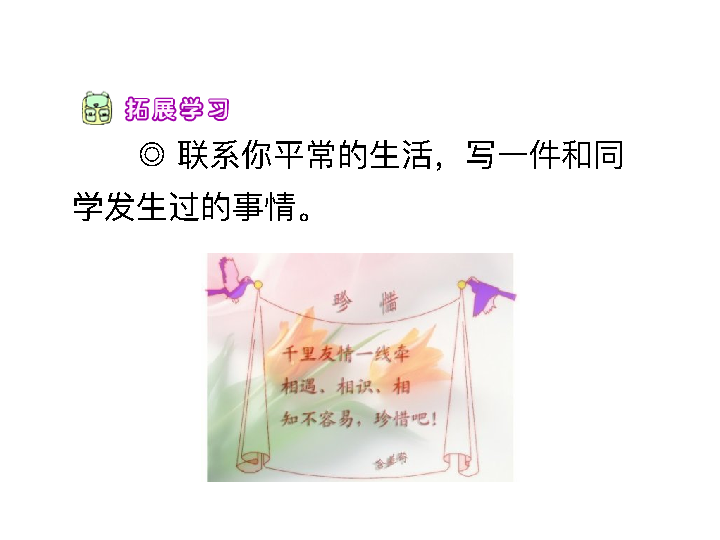 拓展学习
◎ 联系你平常的生活，写一件和同
学发生过的事情。
珍 惜
千里友情一线牵
相遇、相识、相
知不容易，珍惜吧！